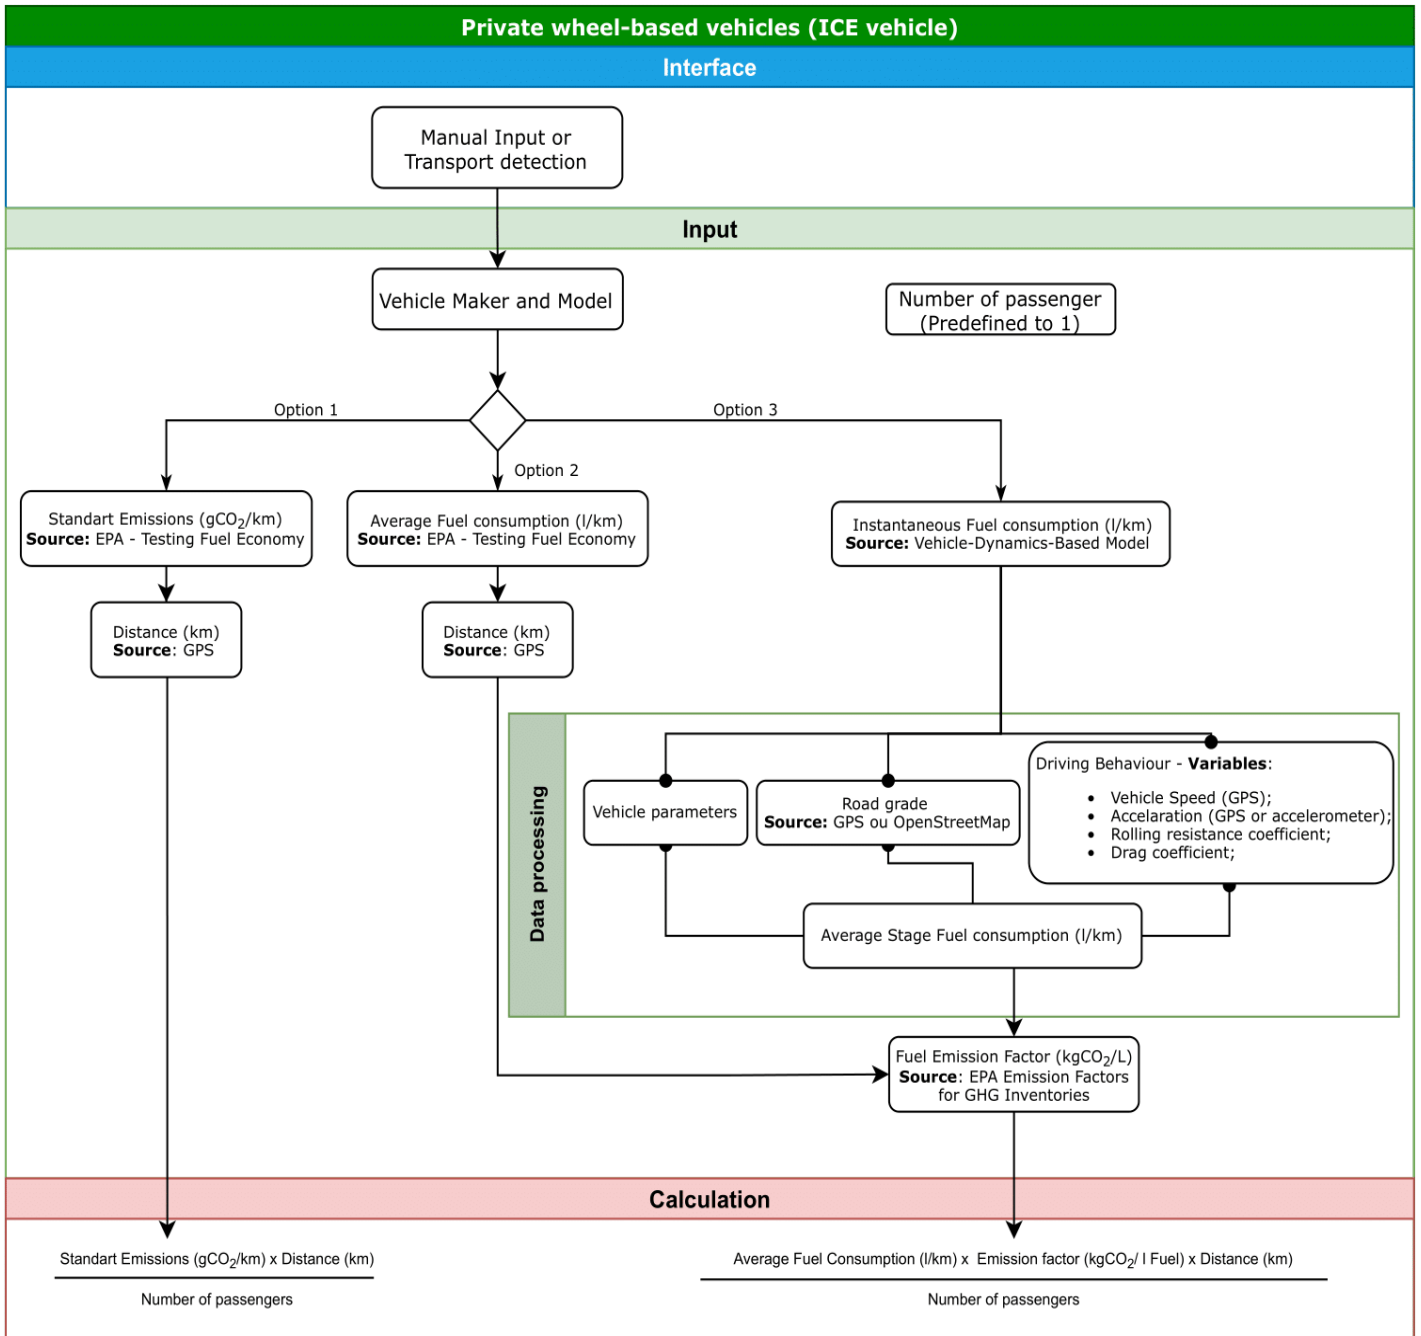 Private wheel-based vehicles (ICE vehicle)
Interface
Manual Input or
Transport detection
Input
Vehicle Maker and Model
Number of passenger
(Predefined to 1)
Option 1
Option 3
Option 2
Standart Emissions (gCO₂/km)
Source: EPA - Testing Fuel Economy
Average Fuel consumption (l/km)
Source: EPA - Testing Fuel Economy
Instantaneous Fuel consumption (l/km)
Source: Vehicle-Dynamics-Based Model
Distance (km)
Source: GPS
Distance (km)
Source: GPS
Data processing
Vehicle parameters
Road grade
Source: GPS ou OpenStreetMap
Driving Behaviour - Variables:
• Vehicle Speed (GPS);
• Accelaration (GPS or accelerometer);
• Rolling resistance coefficient;
• Drag coefficient;
Average Stage Fuel consumption (l/km)
Fuel Emission Factor (kgCO₂/L)
Source: EPA Emission Factors
for GHG Inventories
Calculation
Standart Emissions (gCO₂/km) x Distance (km)
Number of passengers
Average Fuel Consumption (l/km) x Emission factor (kgCO₂/ l Fuel) x Distance (km)
Number of passengers